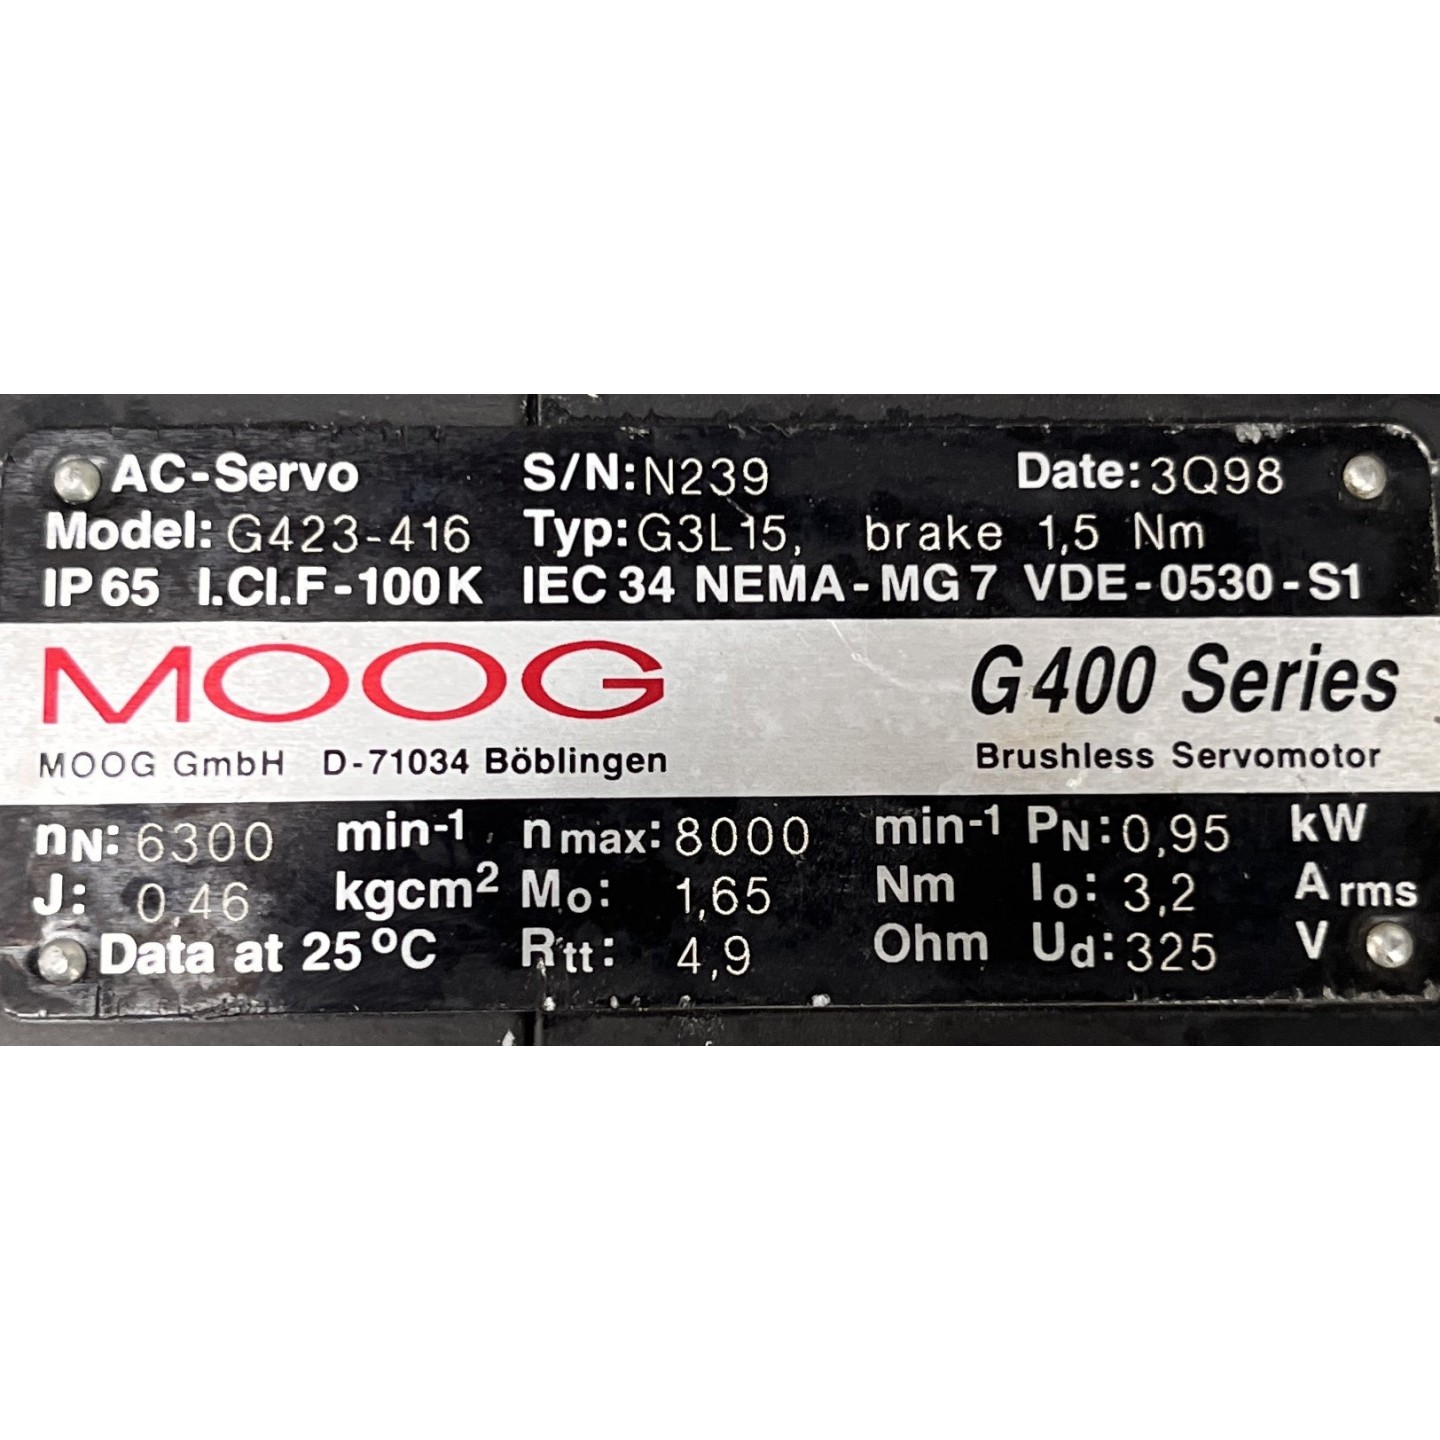 AC-Servo S/N: N239 Date: 3Q98
Model: G423-416 Typ: G3L15, brake 1,5 Nm
IP 65 I.Cl.F-100K IEC 34 NEMA-MG7 VDE-0530-S1
MOOG G400 Series
MOOG GmbH D-71034 Böblingen Brushless Servomotor
nN: 6300 min-1 nmax: 8000 min-1 PN: 0,95 kW
J: 0,46 kgcm2 Mo: 1,65 Nm Io: 3,2 Arms
Data at 25°C Rtt: 4,9 Ohm Ud: 325 V